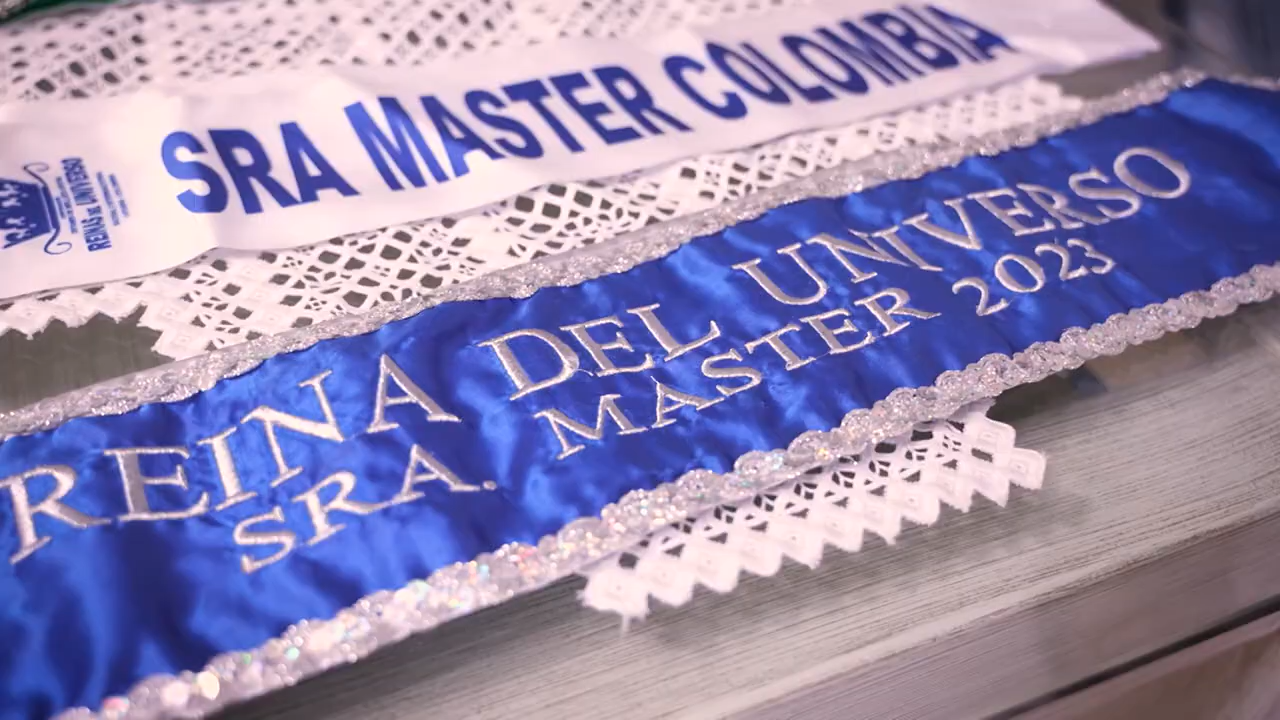 SRA MASTER COLOMBIA
REINAS DEL UNIVERSO
REINA DEL UNIVERSO
SRA. MASTER 2023